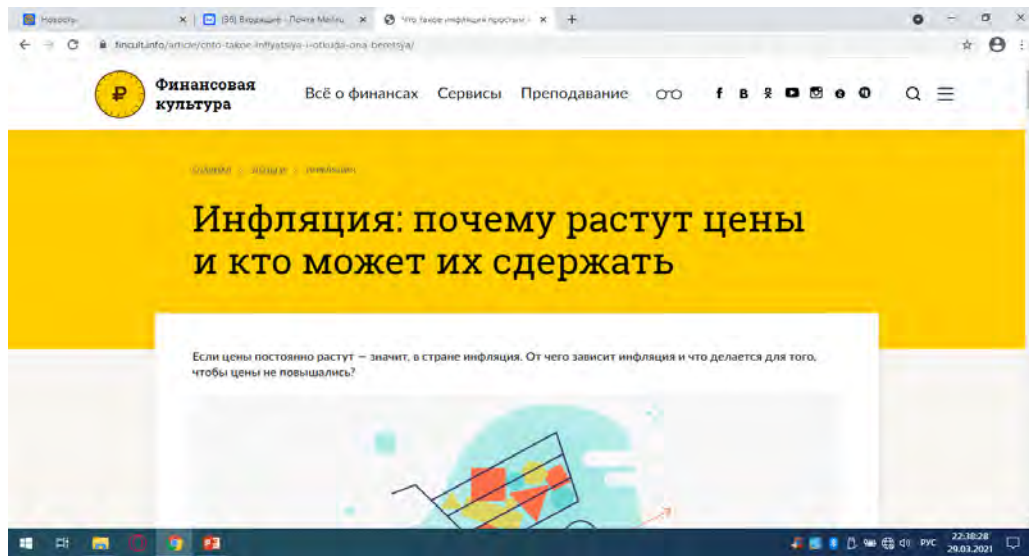 Новость
(36) Входящие - Почта Mail.ru
Что такое инфляция простым
fincult.info/article/chto-takoe-inflyatsiya-i-otkuda-ona-beretsya/
Финансовая
культура
Всё о финансах Сервисы Преподавание
Инфляция: почему растут цены
и кто может их сдержать
Если цены постоянно растут — значит, в стране инфляция. От чего зависит инфляция и что делается для того,
чтобы цены не повышались?
РУС
22:38:28
29.03.2021